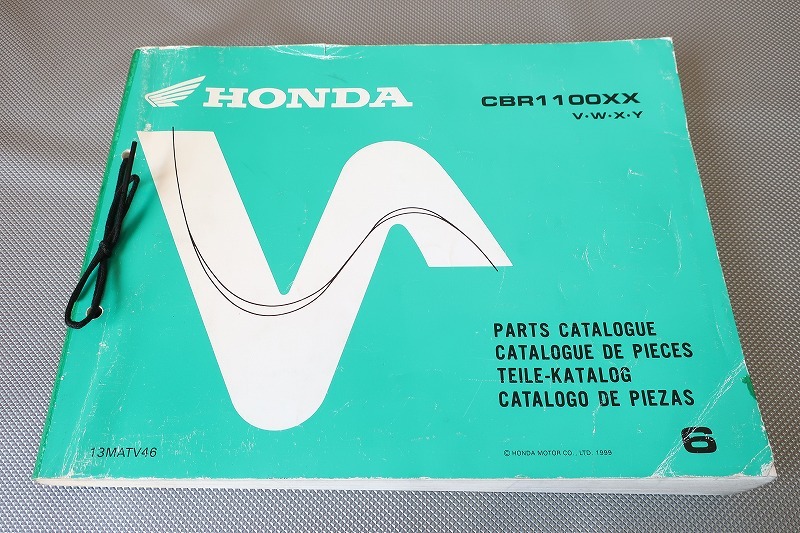 HONDA
CBR1100XX
V·W·X·Y
PARTS CATALOGUE
CATALOGUE DE PIECES
TEILE-KATALOG
CATALOGO DE PIEZAS
13MATV46
© HONDA MOTOR CO., LTD. 1999
6